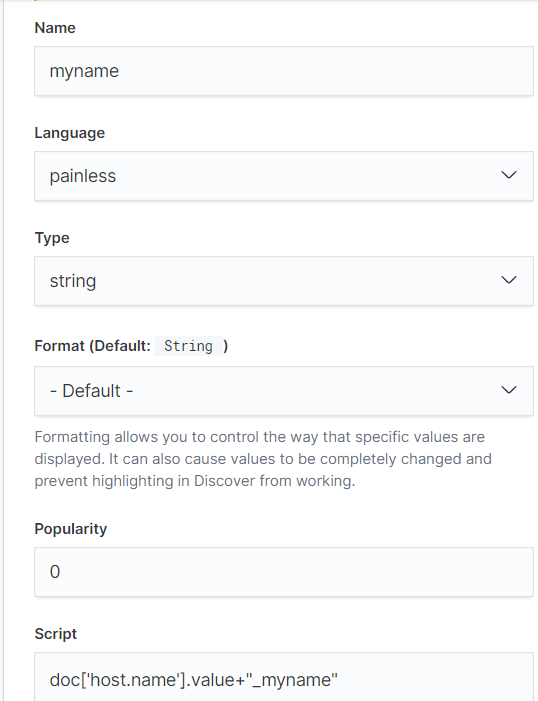 Name
myname
Language
painless
Type
string
Format (Default: String )
- Default -
Formatting allows you to control the way that specific values are
displayed. It can also cause values to be completely changed and
prevent highlighting in Discover from working.
Popularity
0
Script
doc['host.name'].value+"_myname"